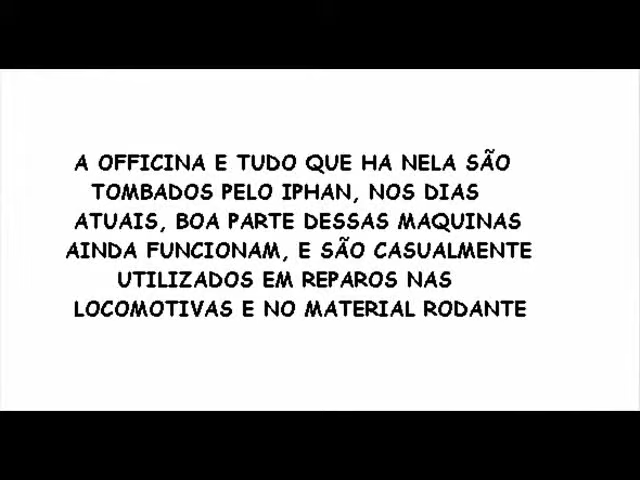 A OFFICINA E TUDO QUE HA NELA SÃO
TOMBADOS PELO IPHAN, NOS DIAS
ATUAIS, BOA PARTE DESSAS MAQUINAS
AINDA FUNCIONAM, E SÃO CASUALMENTE
UTILIZADOS EM REPAROS NAS
LOCOMOTIVAS E NO MATERIAL RODANTE